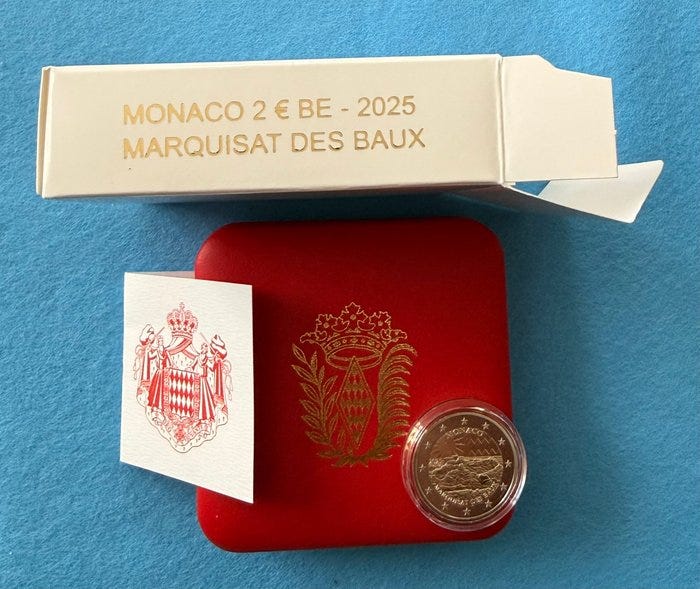 MONACO 2 € BE - 2025
MARQUISAT DES BAUX
MONACO
MARQUISAT DES BAUX